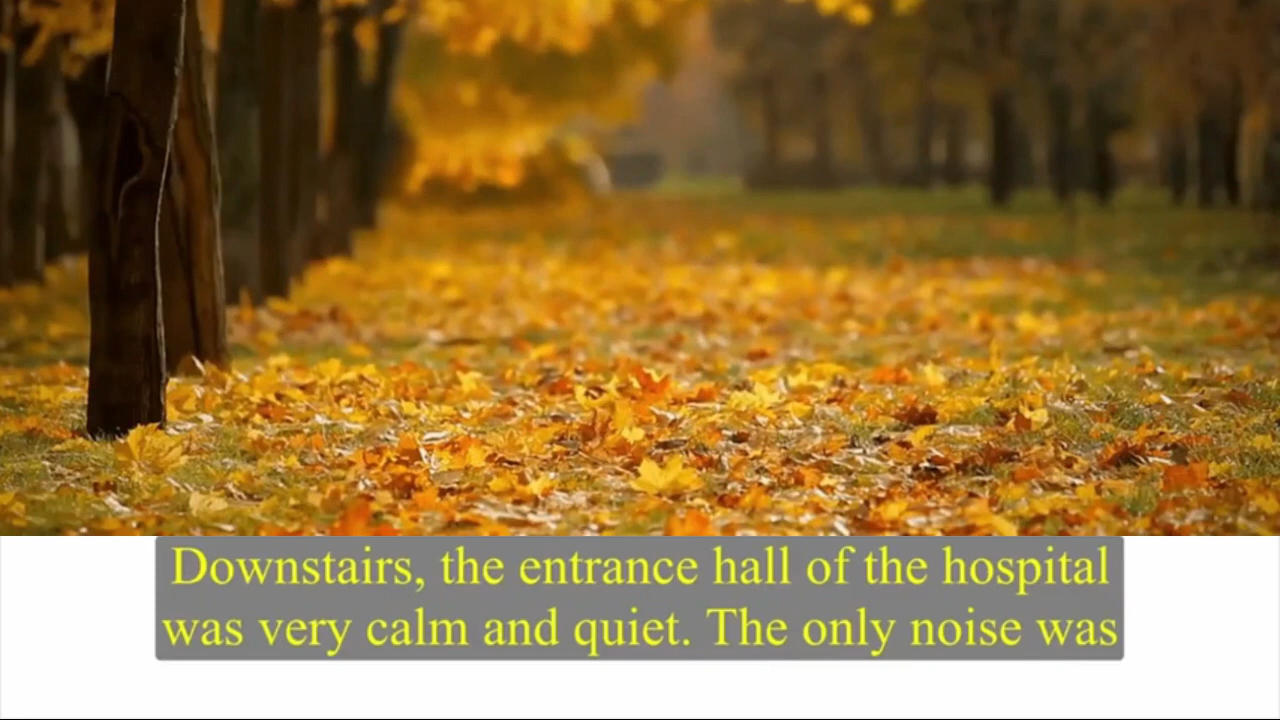 Downstairs, the entrance hall of the hospital
was very calm and quiet. The only noise was